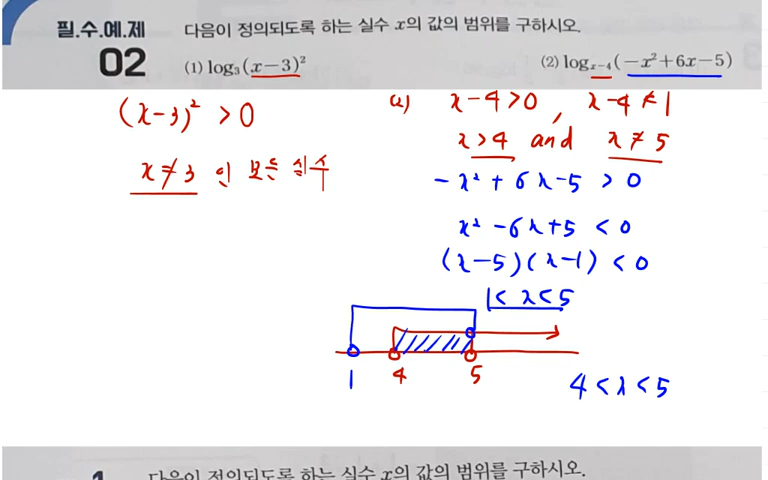 필.수.예.제 다음이 정의되도록 하는 실수 x의 값의 범위를 구하시오.
02 (1) log₃(x−3)² (2) logₓ₋₄(−x²+6x−5)
(x-3)² > 0
x≠3 인 모든 실수
(2) x-4>0, x-4≠1
x>4 and x≠5
-x²+6x-5 > 0
x²-6x+5 < 0
(x-5)(x-1) < 0
1<x<5
1 4 5
4<x<5
1 다음이 정의되도록 하는 실수 x의 값의 범위를 구하시오.